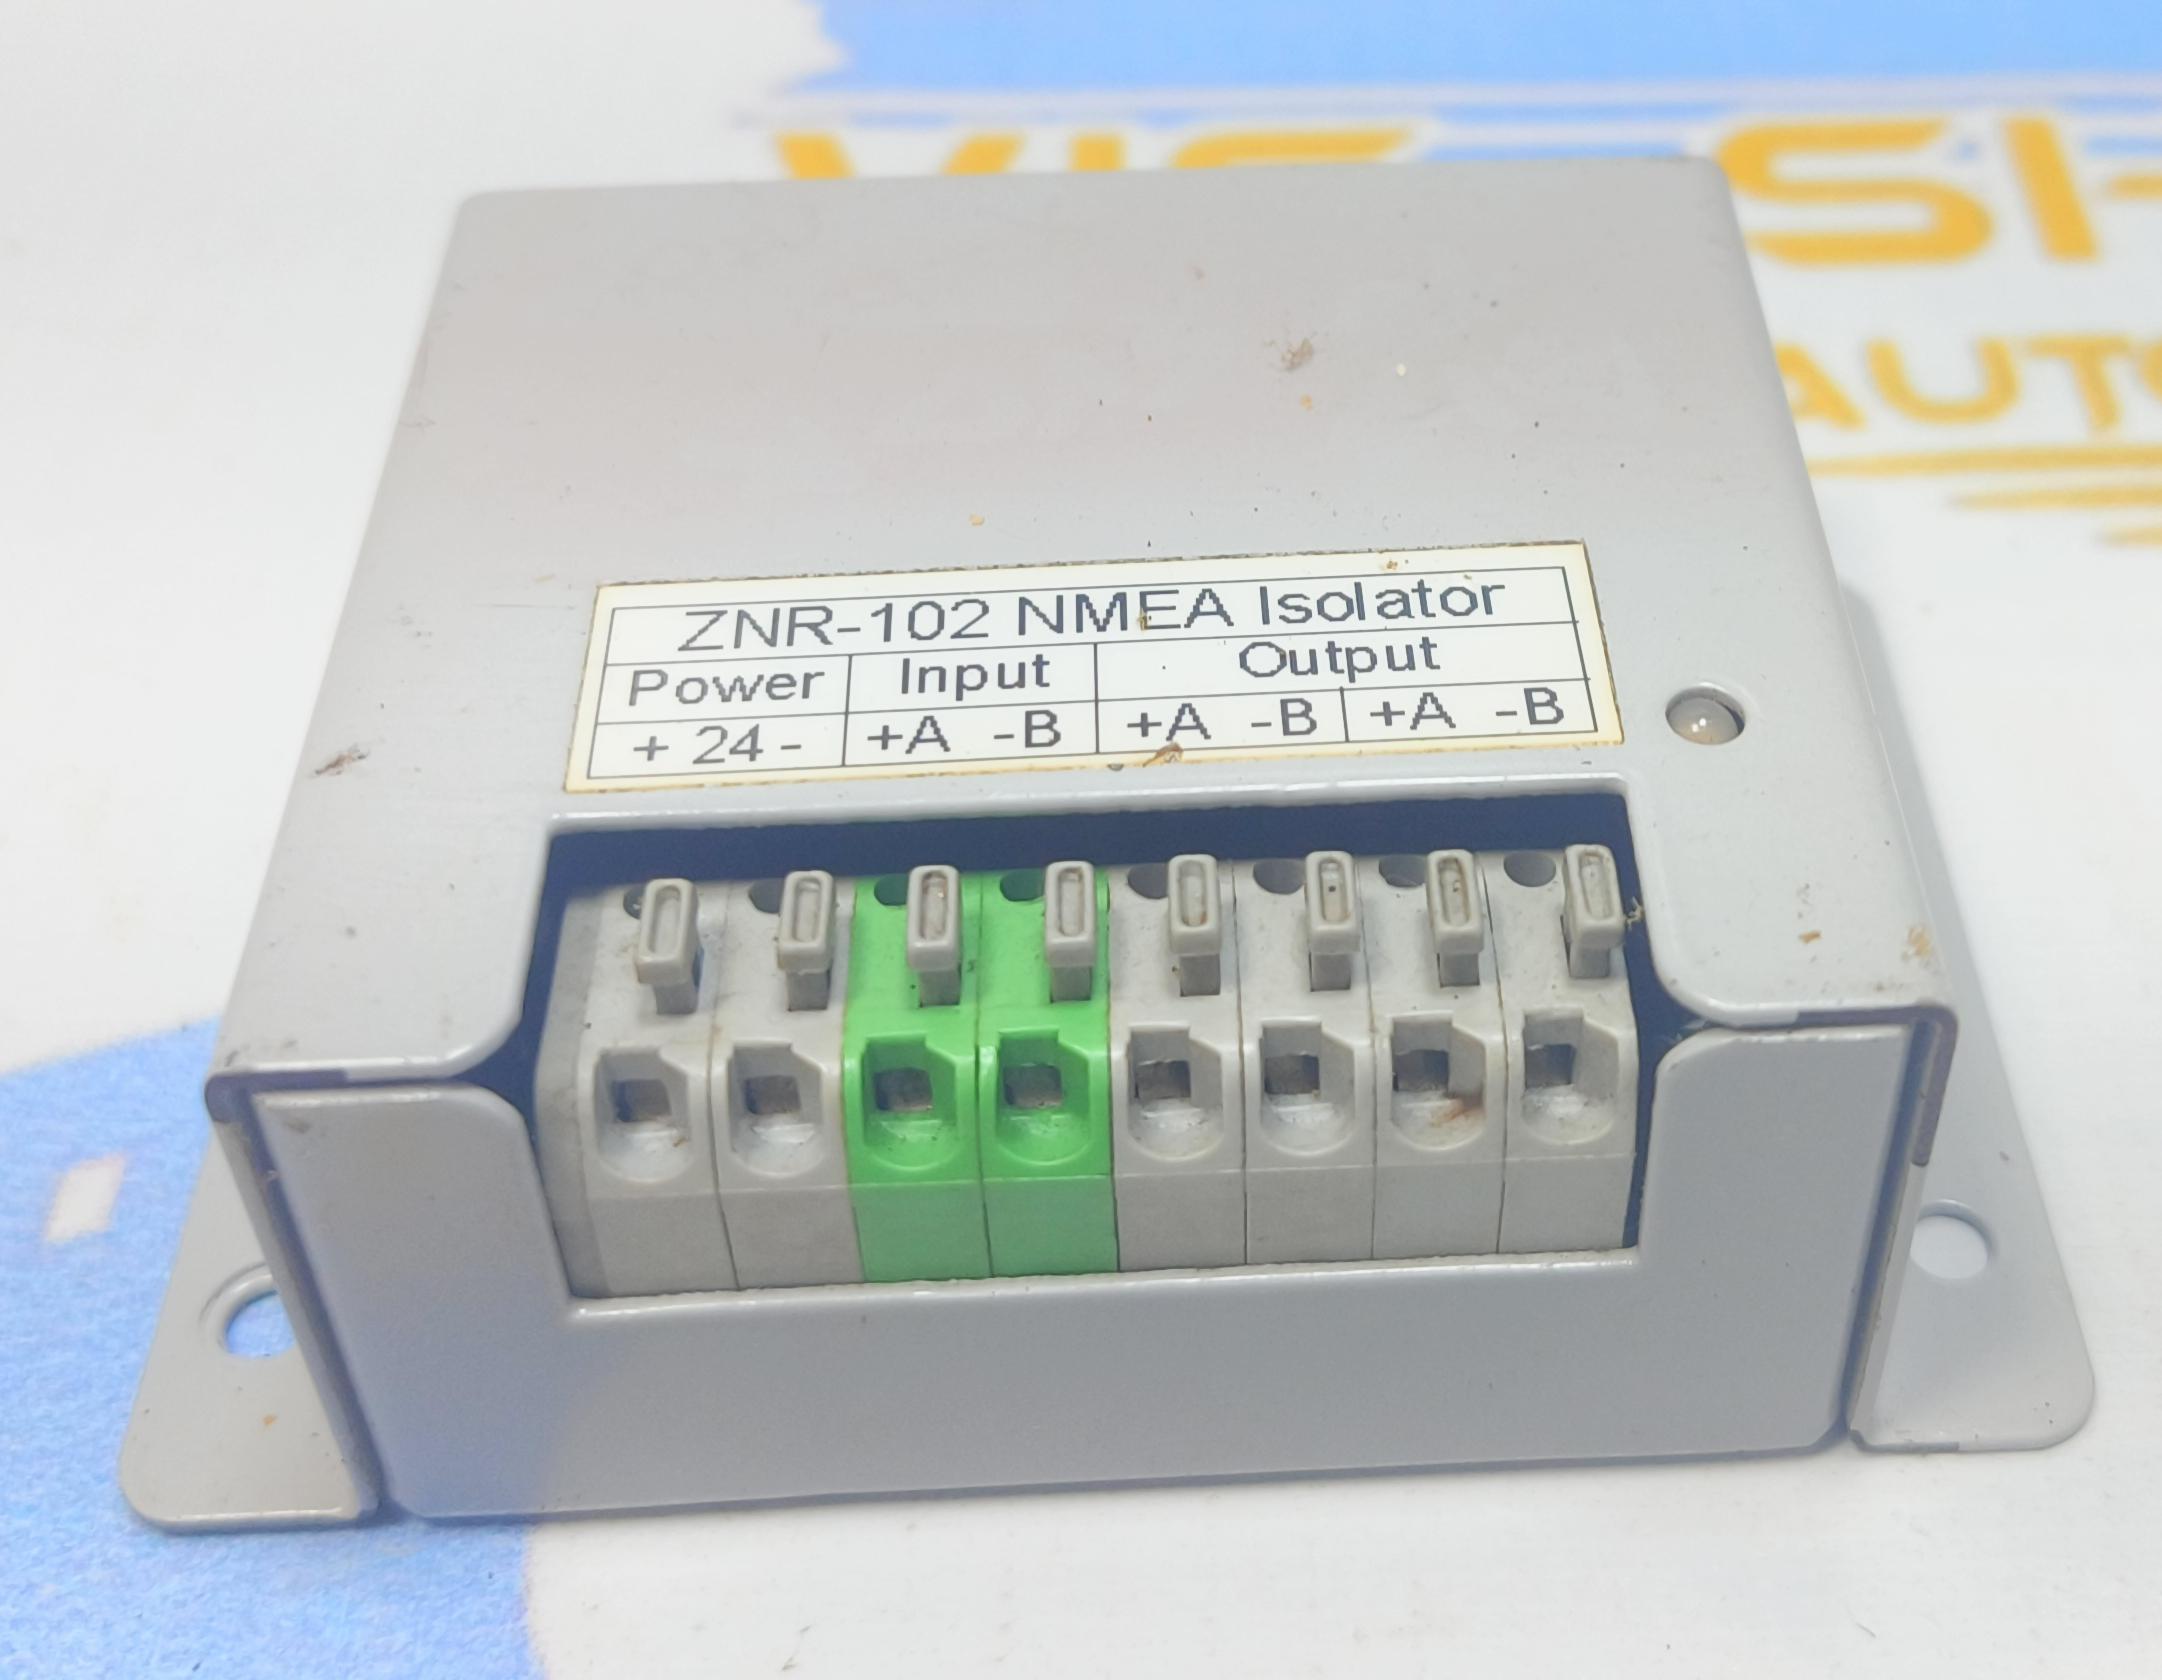 ZNR-102 NMEA Isolator
Power Input Output
+ 24 - +A -B +A -B +A -B